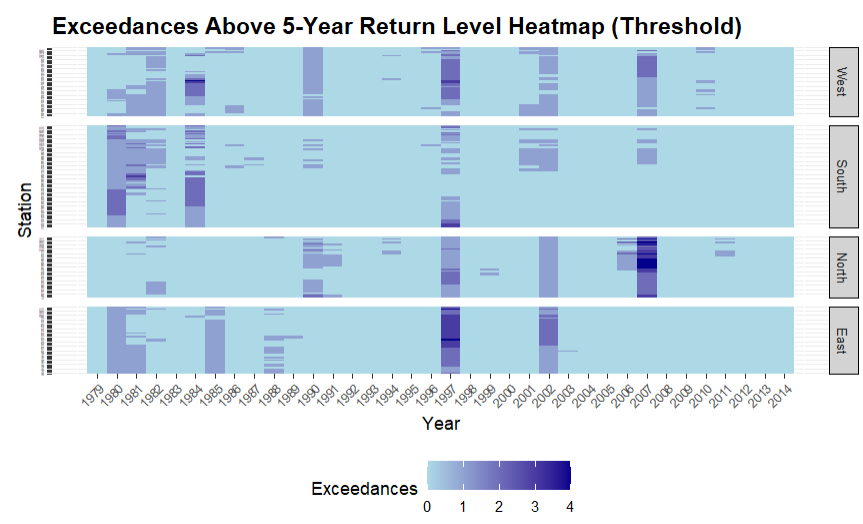 Exceedances Above 5-Year Return Level Heatmap (Threshold)
West
South
North
East
Station
1979 1980 1981 1982 1983 1984 1985 1986 1987 1988 1989 1990 1991 1992 1993 1994 1995 1996 1997 1998 1999 2000 2001 2002 2003 2004 2005 2006 2007 2008 2009 2010 2011 2012 2013 2014
Year
Exceedances
0 1 2 3 4